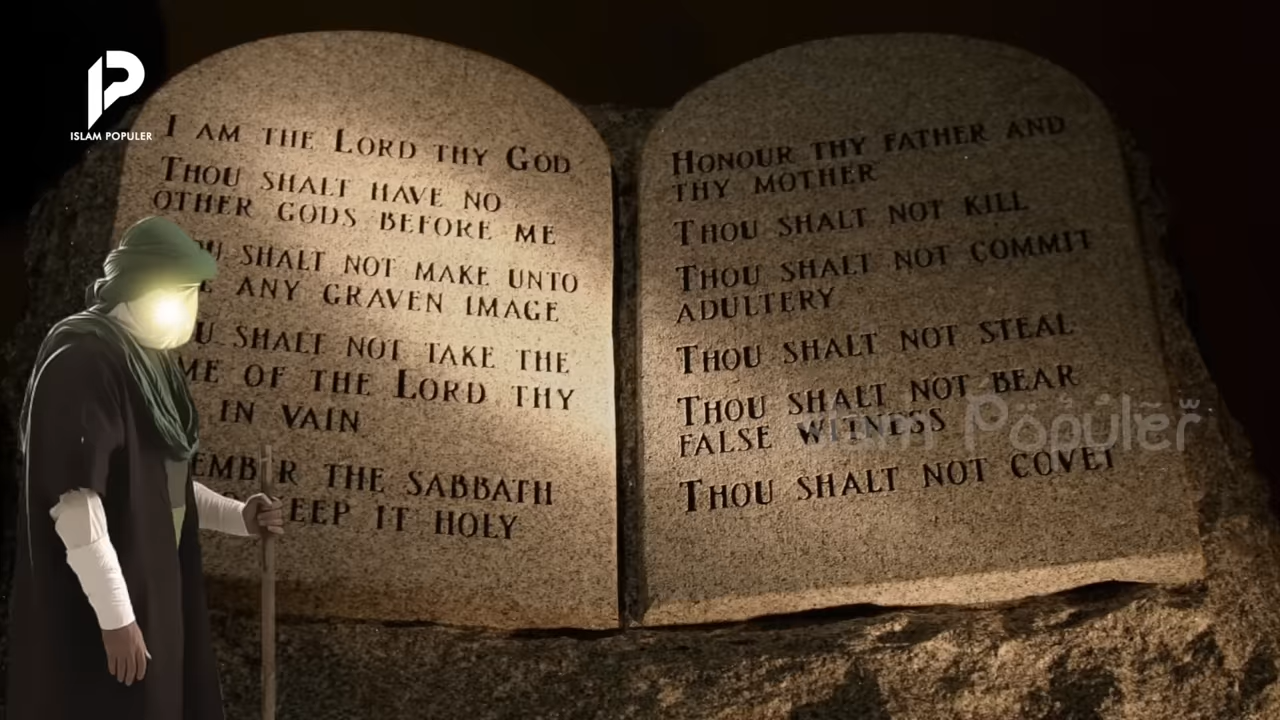 ISLAM POPULER
I AM THE LORD THY GOD
THOU SHALT HAVE NO
OTHER GODS BEFORE ME
SHALT NOT MAKE UNTO
ANY GRAVEN IMAGE
SHALT NOT TAKE THE
OF THE LORD THY
IN VAIN
THE SABBATH
IT HOLY
HONOUR THY FATHER AND
THY MOTHER
THOU SHALT NOT KILL
THOU SHALT NOT COMMIT
ADULTERY
THOU SHALT NOT STEAL
THOU SHALT NOT BEAR
FALSE WITNESS
Populer
THOU SHALT NOT COVET